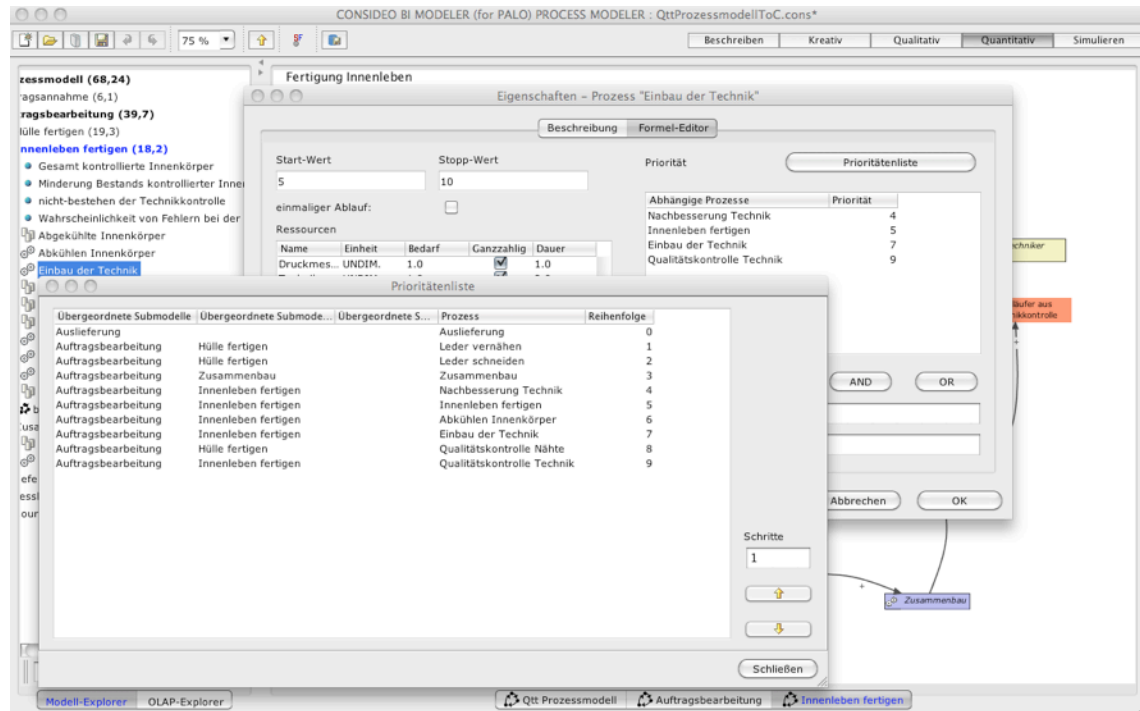 CONSIDEO BI MODELER (for PALO) PROCESS MODELER : QttProzessmodellToC.cons*
75 %
Beschreiben Kreativ Qualitativ Quantitativ Simulieren
zessmodell (68,24)
ragsannahme (6,1)
ragsbearbeitung (39,7)
lülle fertigen (19,3)
nnenleben fertigen (18,2)
Gesamt kontrollierte Innenkörper
Minderung Bestands kontrollierter Inne
nicht-bestehen der Technikkontrolle
Wahrscheinlichkeit von Fehlern bei der
Abgekühlte Innenkörper
Abkühlen Innenkörper
Einbau der Technik
Fertigung Innenleben
Eigenschaften – Prozess "Einbau der Technik"
Beschreibung Formel-Editor
Start-Wert Stopp-Wert
5 10
einmaliger Ablauf:
Ressourcen
Name Einheit Bedarf Ganzzahlig Dauer
Druckmes... UNDIM. 1.0 1.0
Priorität Prioritätenliste
Abhängige Prozesse Priorität
Nachbesserung Technik 4
Innenleben fertigen 5
Einbau der Technik 7
Qualitätskontrolle Technik 9
AND OR
Abbrechen OK
chniker
läufer aus
nikkontrolle
+
Prioritätenliste
Übergeordnete Submodelle Übergeordnete Submode... Übergeordnete S... Prozess Reihenfolge
Auslieferung Auslieferung 0
Auftragsbearbeitung Hülle fertigen Leder vernähen 1
Auftragsbearbeitung Hülle fertigen Leder schneiden 2
Auftragsbearbeitung Zusammenbau Zusammenbau 3
Auftragsbearbeitung Innenleben fertigen Nachbesserung Technik 4
Auftragsbearbeitung Innenleben fertigen Innenleben fertigen 5
Auftragsbearbeitung Innenleben fertigen Abkühlen Innenkörper 6
Auftragsbearbeitung Innenleben fertigen Einbau der Technik 7
Auftragsbearbeitung Hülle fertigen Qualitätskontrolle Nähte 8
Auftragsbearbeitung Innenleben fertigen Qualitätskontrolle Technik 9
Schritte
1
Schließen
+
Zusammenbau
Modell-Explorer OLAP-Explorer
Qtt Prozessmodell Auftragsbearbeitung Innenleben fertigen